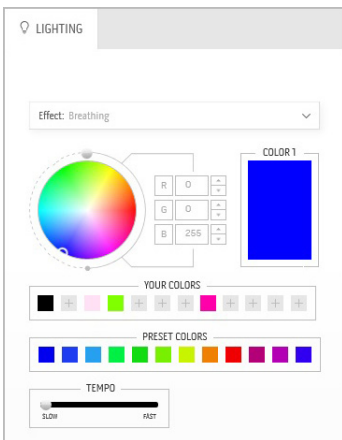 LIGHTING
Effect: Breathing
COLOR 1
R 0
G 0
B 255
YOUR COLORS
PRESET COLORS
TEMPO
SLOW FAST